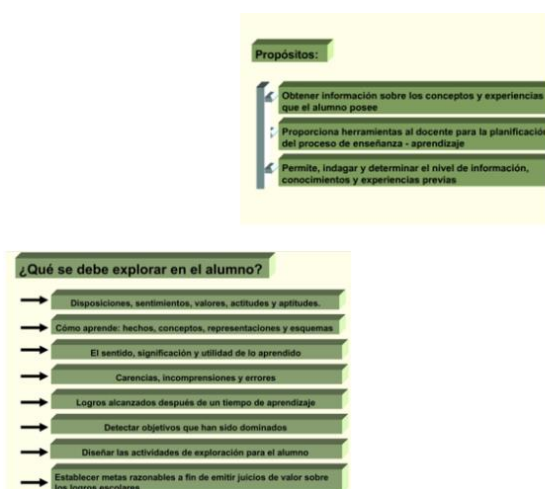 Propósitos:
Obtener información sobre los conceptos y experiencias
que el alumno posee
Proporciona herramientas al docente para la planificación
del proceso de enseñanza - aprendizaje
Permite, indagar y determinar el nivel de información,
conocimientos y experiencias previas
¿Qué se debe explorar en el alumno?
Disposiciones, sentimientos, valores, actitudes y aptitudes.
Cómo aprende: hechos, conceptos, representaciones y esquemas
El sentido, significación y utilidad de lo aprendido
Carencias, incomprensiones y errores
Logros alcanzados después de un tiempo de aprendizaje
Detectar objetivos que han sido dominados
Diseñar las actividades de exploración para el alumno
Establecer metas razonables a fin de emitir juicios de valor sobre
los logros escolares